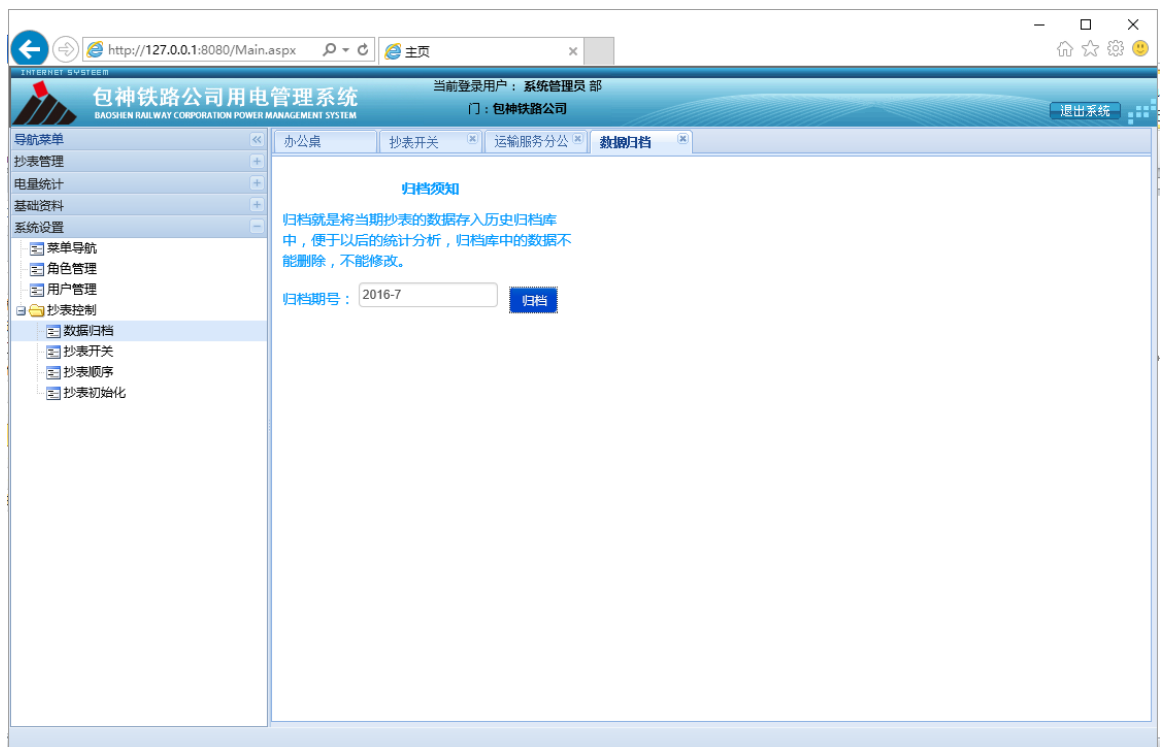 http://127.0.0.1:8080/Main.aspx
主页
INTERNET SYSTEEM
包神铁路公司用电管理系统
BAOSHEN RAILWAY CORPORATION POWER MANAGEMENT SYSTEM
当前登录用户： 系统管理员 部
门：包神铁路公司
退出系统
导航菜单
抄表管理
电量统计
基础资料
系统设置
菜单导航
角色管理
用户管理
抄表控制
数据归档
抄表开关
抄表顺序
抄表初始化
办公桌
抄表开关
运输服务分公
数据归档
归档须知
归档就是将当期抄表的数据存入历史归档库
中，便于以后的统计分析，归档库中的数据不
能删除，不能修改。
归档期号： 2016-7 归档